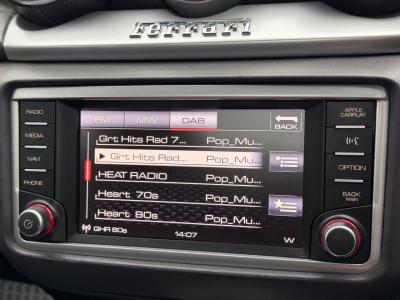 Ferrari
RADIO
MEDIA
NAVI
PHONE
FM MW DAB
BACK
Grt Hits Rad 7... Pop_Mu...
Grt Hits Rad... Pop_Mu...
HEAT RADIO Pop_Mu...
Heart 70s Pop_Mu...
Heart 80s Pop_Mu...
GHR 80s
14:07
W
APPLE
CARPLAY
OPTION
BACK
MAIN